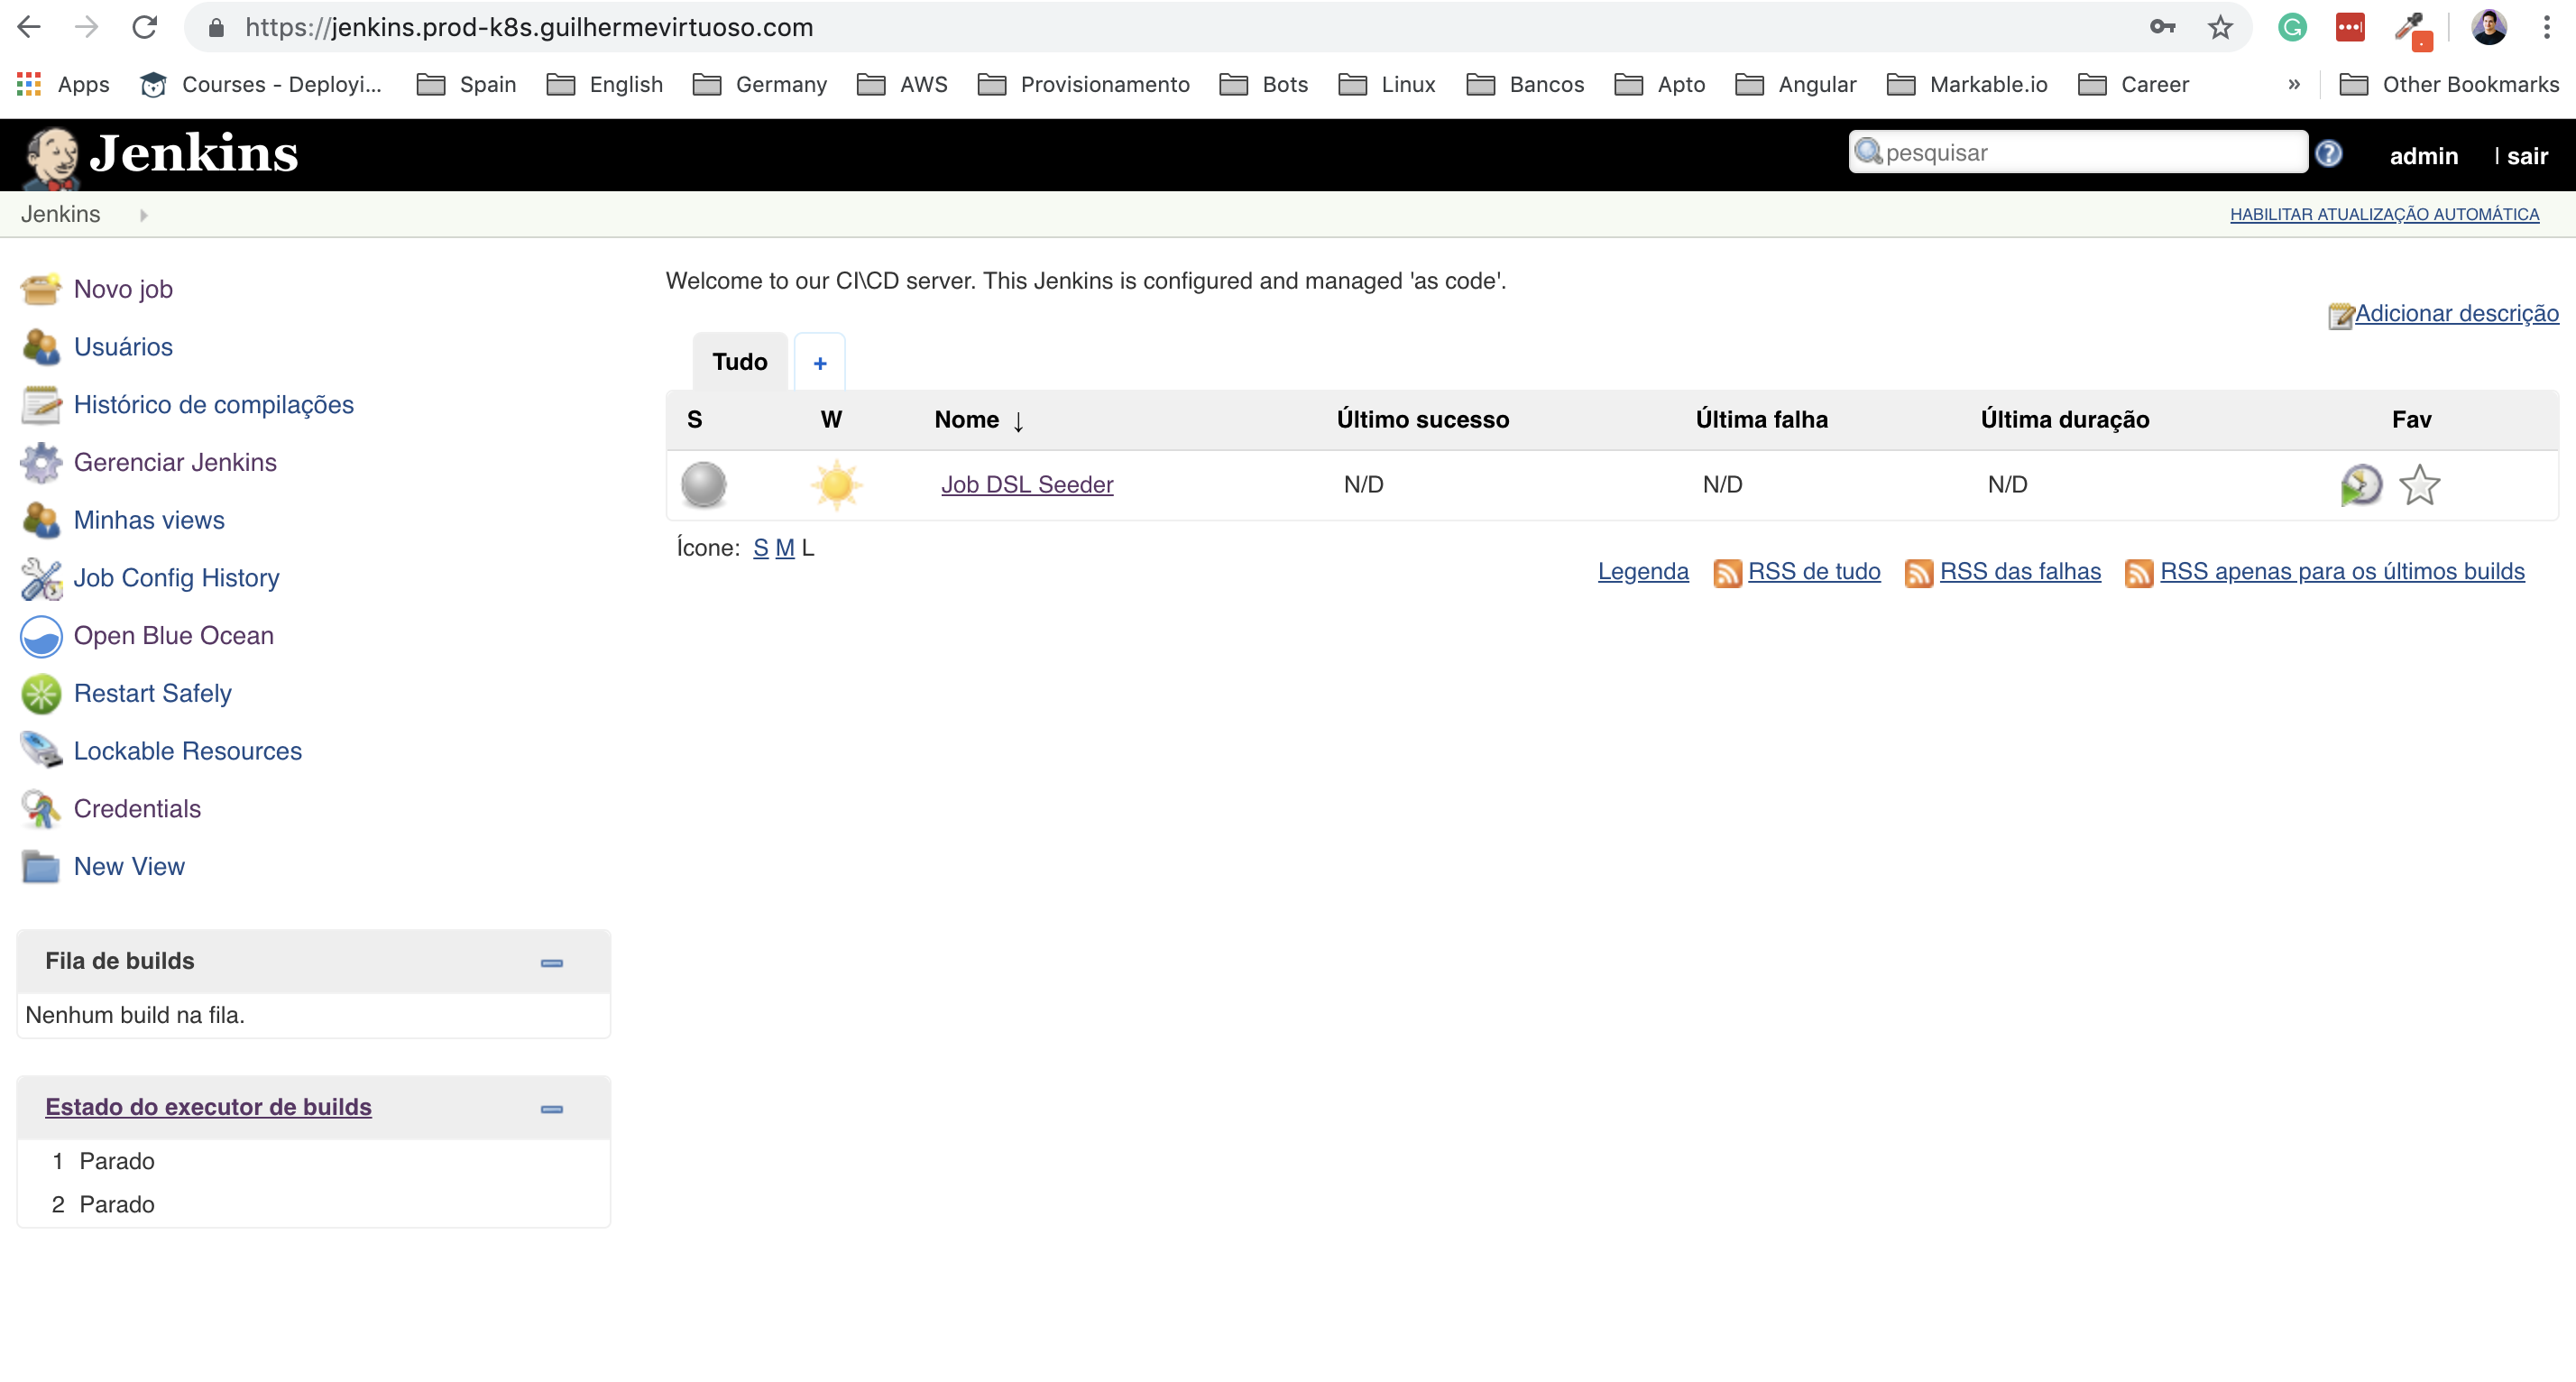 https://jenkins.prod-k8s.guilhermevirtuoso.com
Apps Courses - Deployi... Spain English Germany AWS Provisionamento Bots Linux Bancos Apto Angular Markable.io Career » Other Bookmarks
Jenkins pesquisar admin | sair
Jenkins HABILITAR ATUALIZAÇÃO AUTOMÁTICA
Novo job
Usuários
Histórico de compilações
Gerenciar Jenkins
Minhas views
Job Config History
Open Blue Ocean
Restart Safely
Lockable Resources
Credentials
New View
Fila de builds
Nenhum build na fila.
Estado do executor de builds
1 Parado
2 Parado
Welcome to our CI\CD server. This Jenkins is configured and managed 'as code'.
Adicionar descrição
Tudo +
S W Nome ↓ Último sucesso Última falha Última duração Fav
Job DSL Seeder N/D N/D N/D
Ícone: S M L
Legenda RSS de tudo RSS das falhas RSS apenas para os últimos builds